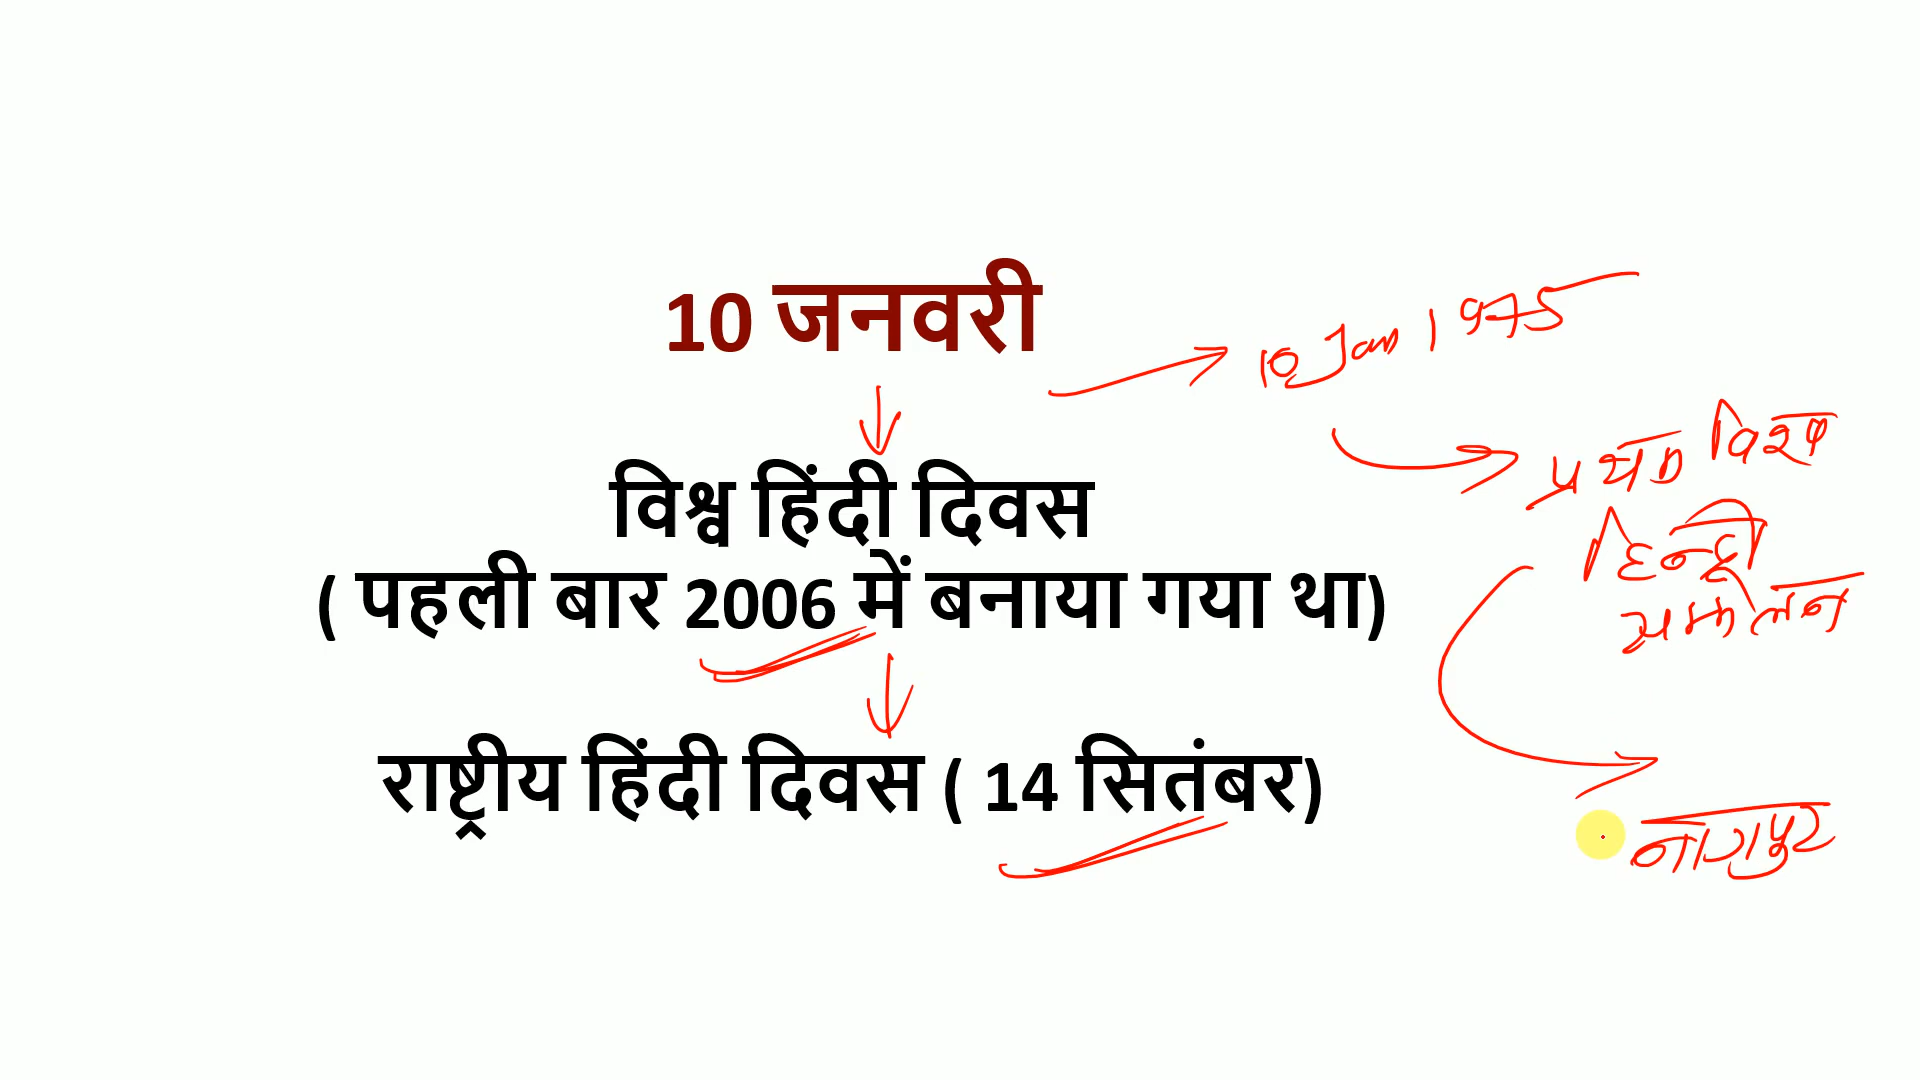 10 जनवरी
10 Jan 1975
प्रथम विश्व
हिन्दी
सम्मेलन
विश्व हिंदी दिवस
( पहली बार 2006 में बनाया गया था)
राष्ट्रीय हिंदी दिवस ( 14 सितंबर)
नागपुर